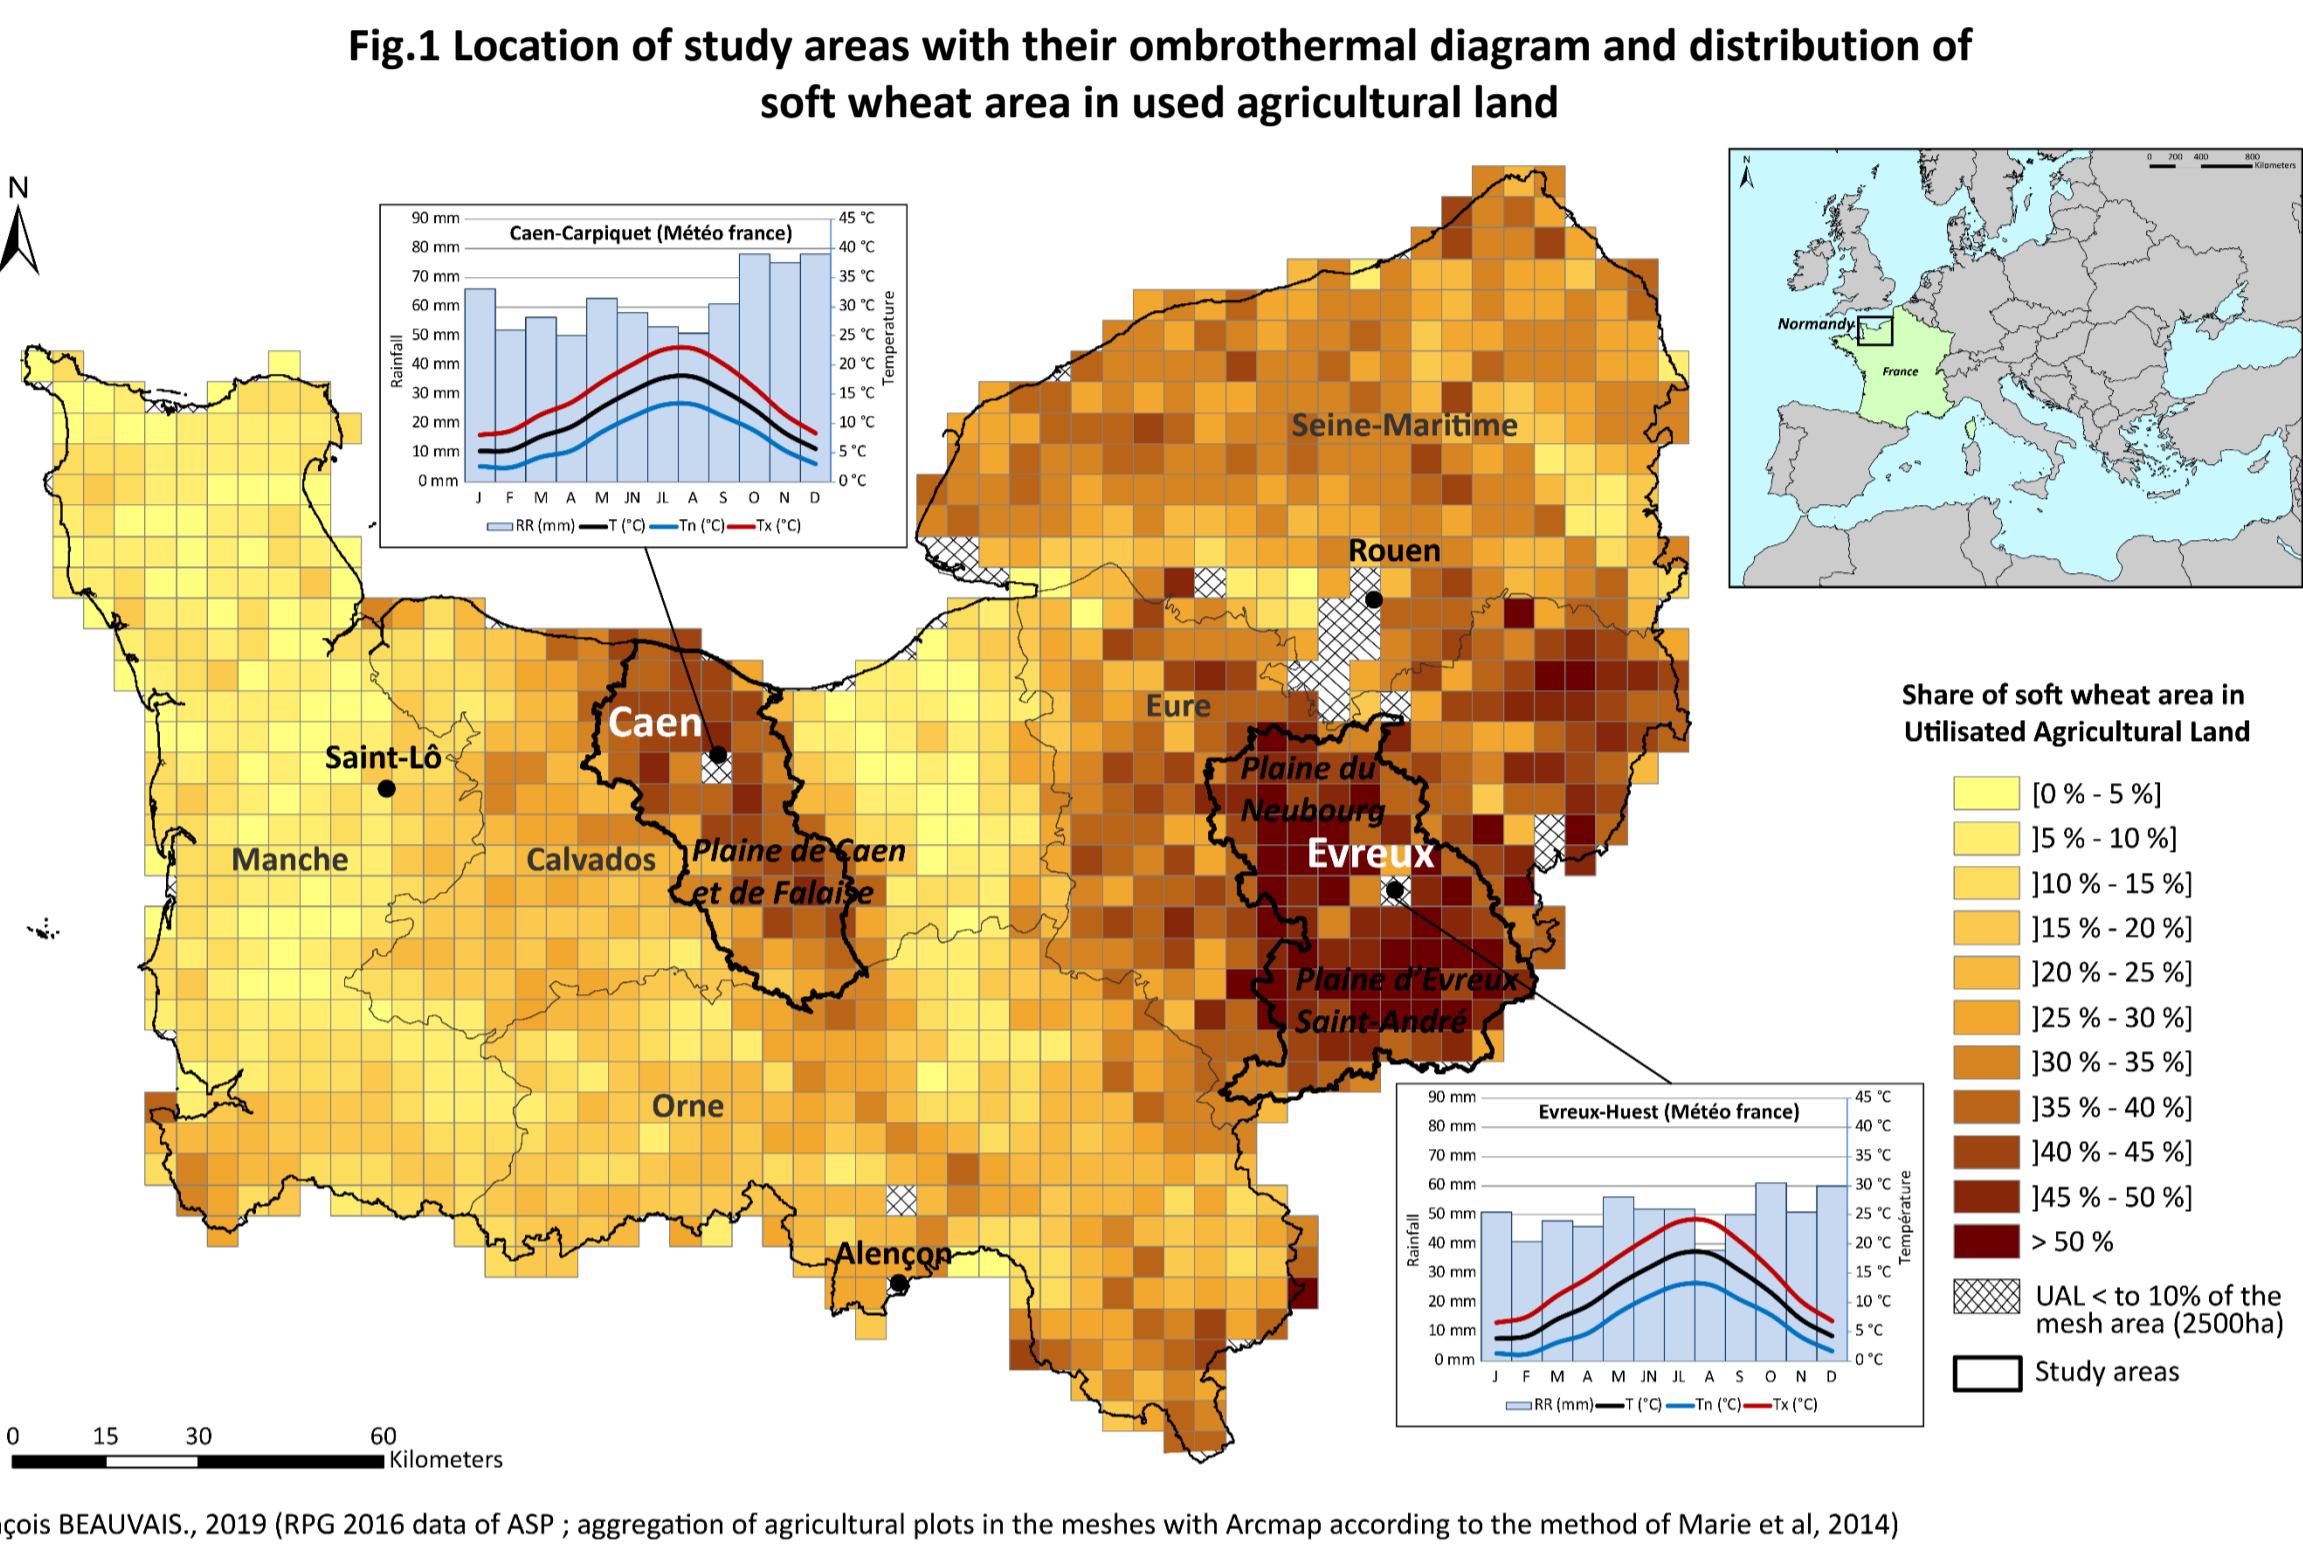 Fig.1 Location of study areas with their ombrothermal diagram and distribution of
soft wheat area in used agricultural land
N
90 mm
80 mm
70 mm
60 mm
50 mm
40 mm
30 mm
20 mm
10 mm
0 mm
Rainfall
Caen-Carpiquet (Météo france)
45 °C
40 °C
35 °C
30 °C
25 °C
20 °C
15 °C
10 °C
5 °C
0 °C
Temperature
J F M A M JN JL A S O N D
RR (mm) T (°C) Tn (°C) Tx (°C)
N
0 200 400 800
Kilometers
Normandy
France
Seine-Maritime
Rouen
Eure
Caen
Saint-Lô
Manche
Calvados
Plaine de Caen
et de Falaise
Plaine du
Neubourg
Evreux
Plaine d'Evreux
Saint-André
Orne
Alençon
Share of soft wheat area in
Utilisated Agricultural Land
[0 % - 5 %]
]5 % - 10 %]
]10 % - 15 %]
]15 % - 20 %]
]20 % - 25 %]
]25 % - 30 %]
]30 % - 35 %]
]35 % - 40 %]
]40 % - 45 %]
]45 % - 50 %]
> 50 %
UAL < to 10% of the
mesh area (2500ha)
Study areas
90 mm
80 mm
70 mm
60 mm
50 mm
40 mm
30 mm
20 mm
10 mm
0 mm
Rainfall
Evreux-Huest (Météo france)
45 °C
40 °C
35 °C
30 °C
25 °C
20 °C
15 °C
10 °C
5 °C
0 °C
Température
J F M A M JN JL A S O N D
RR (mm) T (°C) Tn (°C) Tx (°C)
0 15 30 60
Kilometers
çois BEAUVAIS., 2019 (RPG 2016 data of ASP ; aggregation of agricultural plots in the meshes with Arcmap according to the method of Marie et al, 2014)